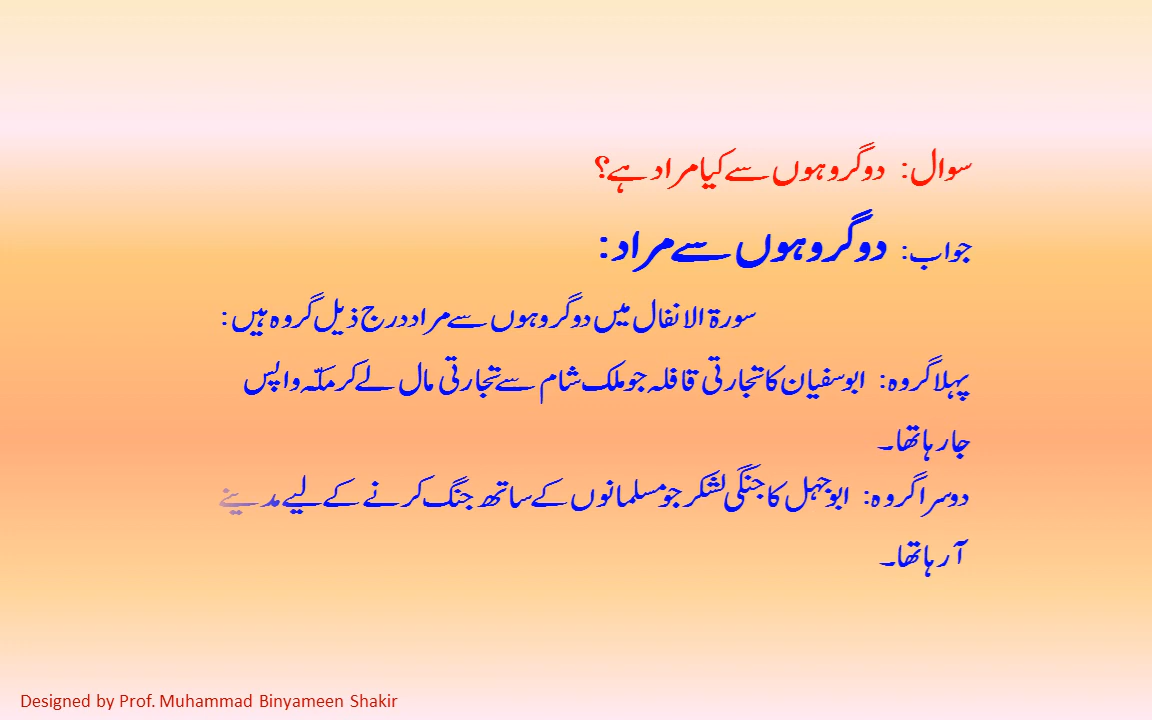 سوال: دو گروہوں سے کیا مراد ہے؟
جواب: دو گروہوں سے مراد:
سورۃ الانفال میں دو گروہوں سے مراد درج ذیل گروہ ہیں:
پہلا گروہ: ابوسفیان کا تجارتی قافلہ جو ملک شام سے تجارتی مال لے کر مکّہ واپس
جا رہا تھا۔
دوسرا گروہ: ابوجہل کا جنگی لشکر جو مسلمانوں کے ساتھ جنگ کرنے کے لیے مدینے
آ رہا تھا۔
Designed by Prof. Muhammad Binyameen Shakir